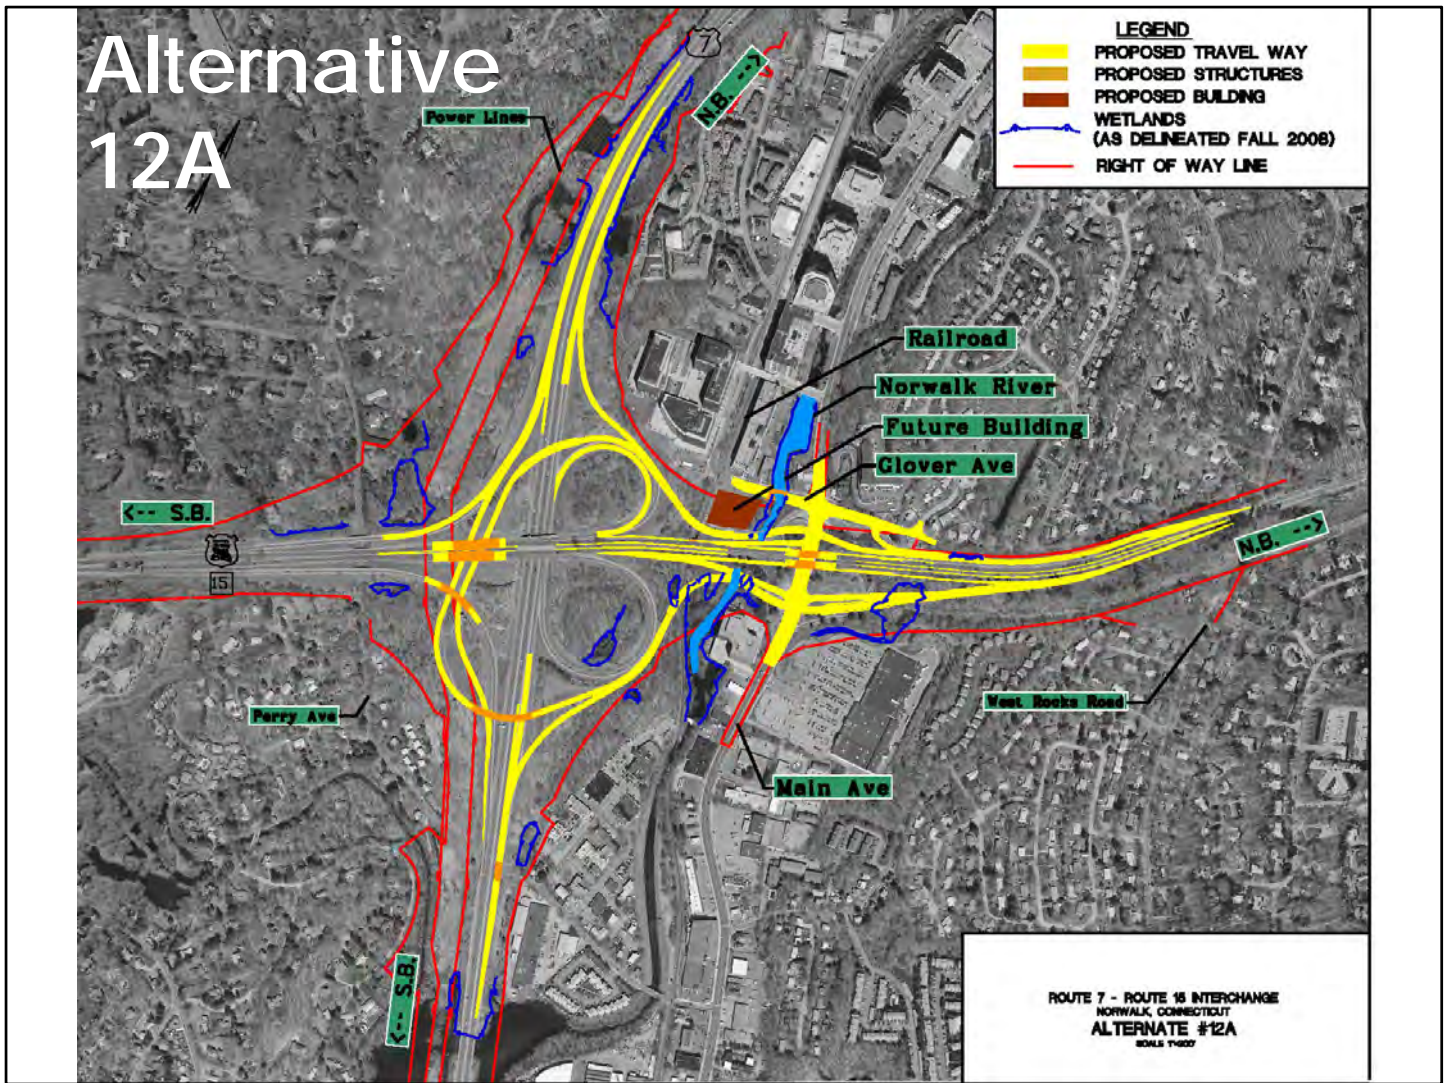 Alternative
12A
7
N.B. -->
Power Lines
LEGEND
PROPOSED TRAVEL WAY
PROPOSED STRUCTURES
PROPOSED BUILDING
WETLANDS
(AS DELINEATED FALL 2008)
RIGHT OF WAY LINE
Railroad
Norwalk River
Future Building
Glover Ave
<-- S.B.
15
N.B. -->
Perry Ave
West Rocks Road
Main Ave
<-- S.B.
ROUTE 7 - ROUTE 15 INTERCHANGE
NORWALK, CONNECTICUT
ALTERNATE #12A
SCALE